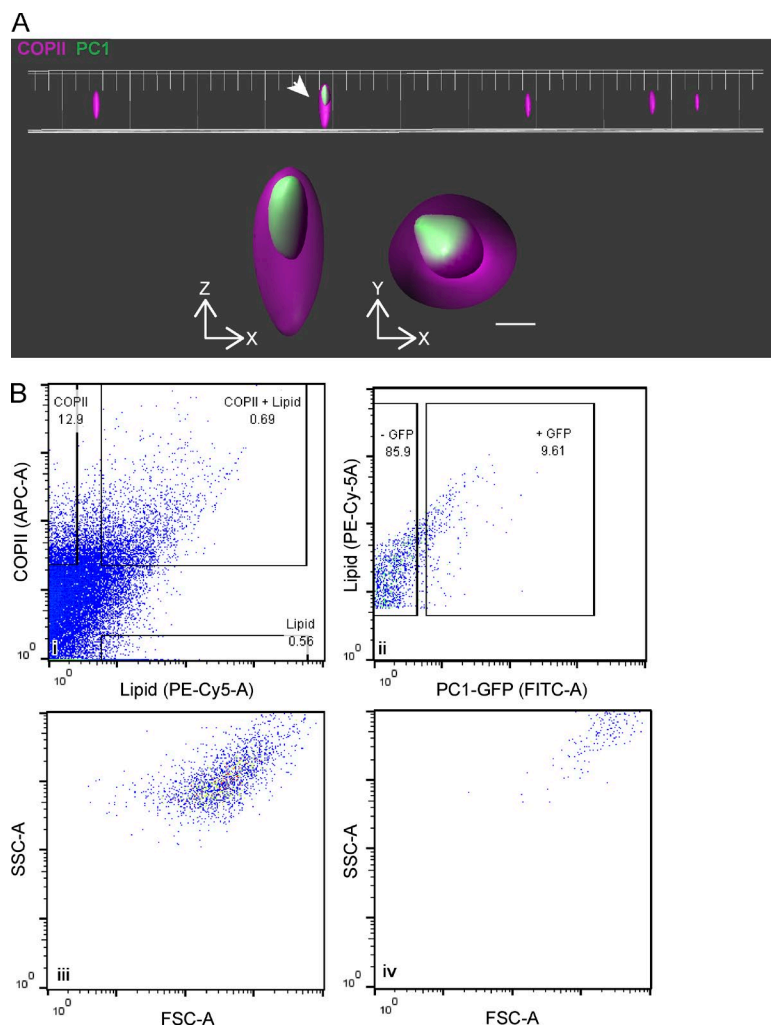 A
COPII PC1
Z
X
Y
X
B
COPII
12.9
COPII + Lipid
0.69
Lipid
0.56
COPII (APC-A)
10⁰
i
10⁰
Lipid (PE-Cy5-A)
- GFP
85.9
+ GFP
9.61
Lipid (PE-Cy-5A)
10⁰
ii
10⁰
PC1-GFP (FITC-A)
SSC-A
10⁰
iii
10⁰
FSC-A
SSC-A
10⁰
iv
10⁰
FSC-A